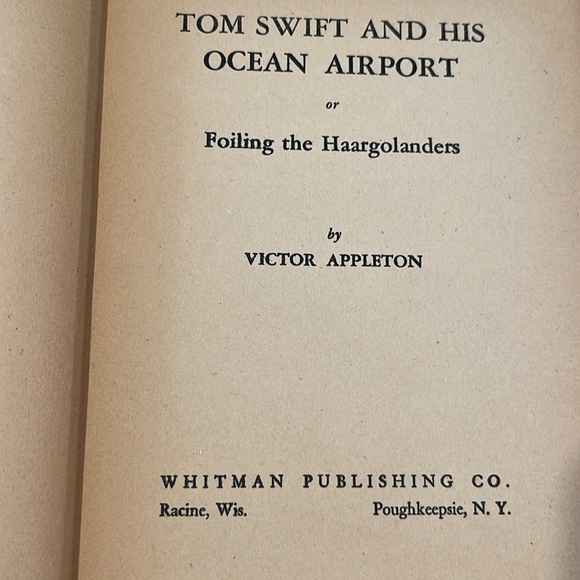 TOM SWIFT AND HIS
OCEAN AIRPORT
or
Foiling the Haargolanders
by
VICTOR APPLETON
WHITMAN PUBLISHING CO.
Racine, Wis. Poughkeepsie, N. Y.